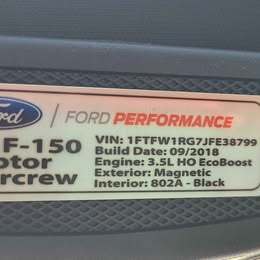 Ford FORD PERFORMANCE
F-150
VIN: 1FTFW1RG7JFE38799
Build Date: 09/2018
Engine: 3.5L HO EcoBoost
Exterior: Magnetic
Interior: 802A - Black